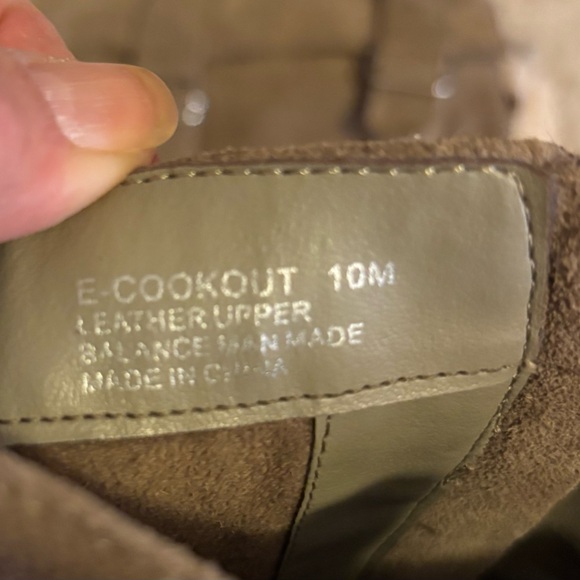 E-COOKOUT 10M
LEATHER UPPER
BALANCE MAN MADE
MADE IN CHINA